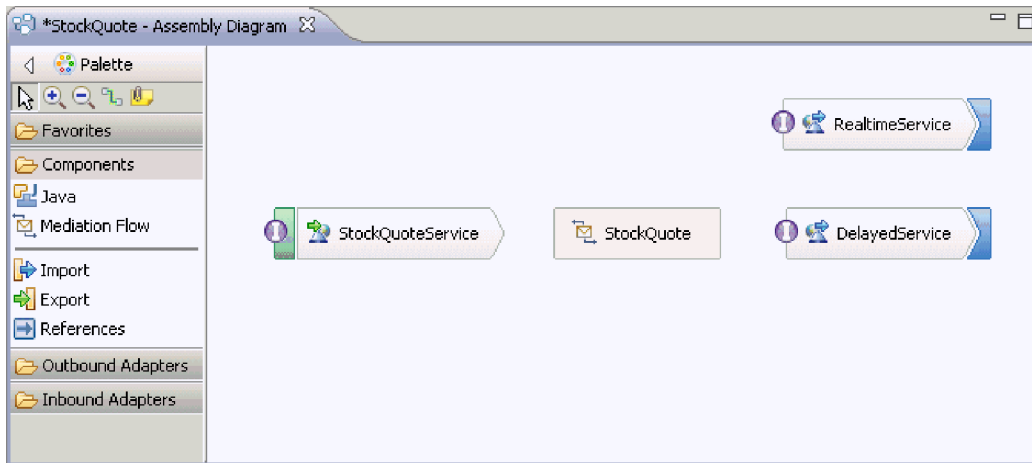 *StockQuote - Assembly Diagram
Palette
Favorites
Components
Java
Mediation Flow
Import
Export
References
Outbound Adapters
Inbound Adapters
RealtimeService
StockQuoteService
StockQuote
DelayedService